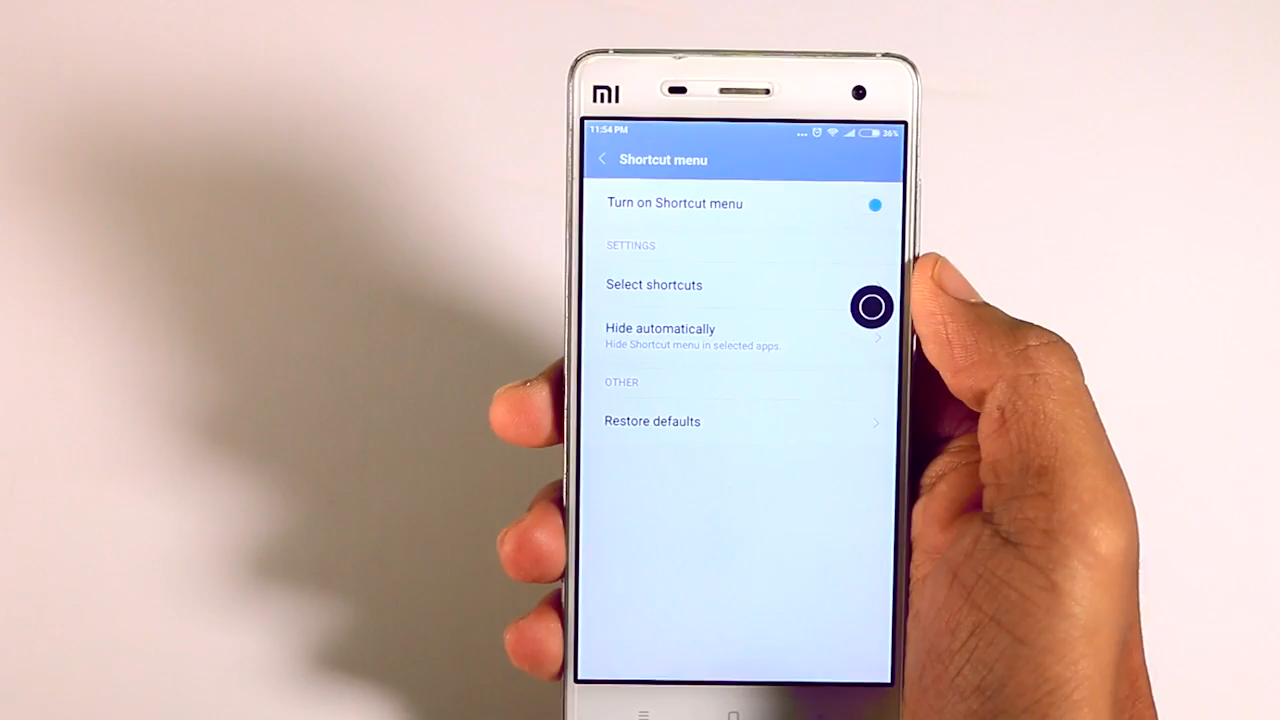 MI
11:54 PM
36%
Shortcut menu
Turn on Shortcut menu
SETTINGS
Select shortcuts
Hide automatically
Hide Shortcut menu in selected apps.
OTHER
Restore defaults